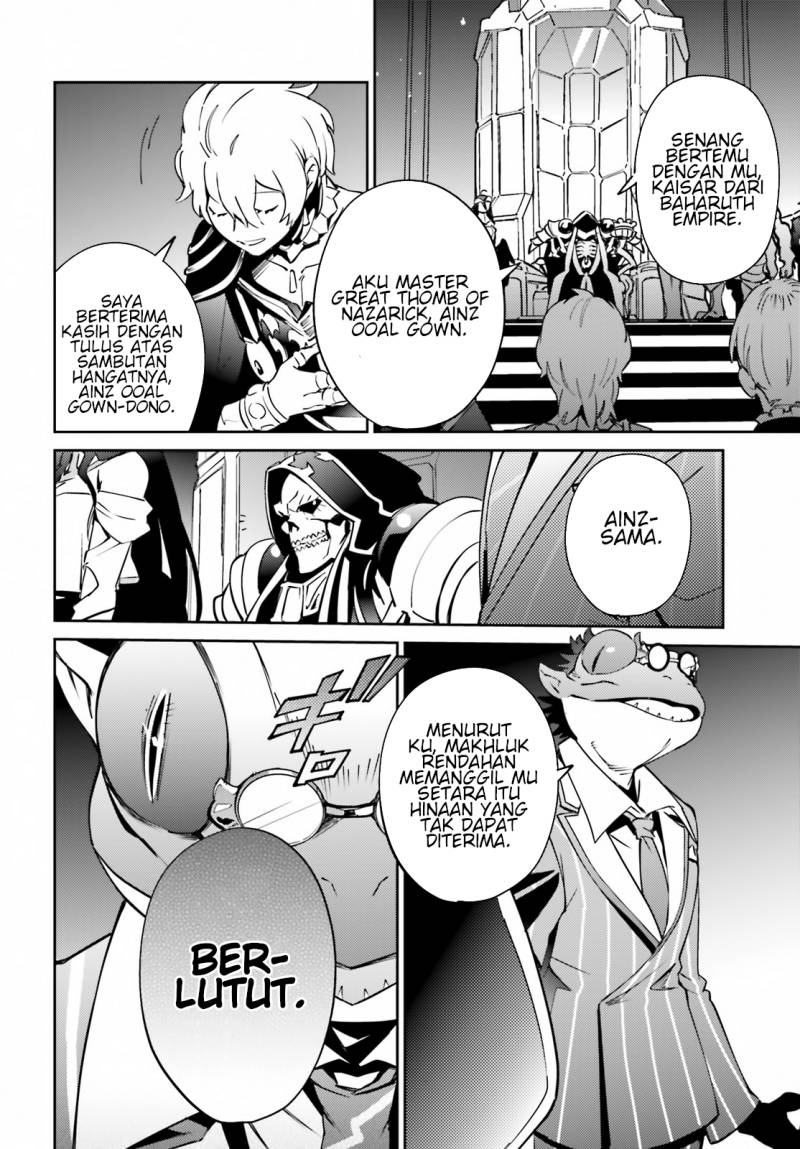 SENANG
BERTEMU
DENGAN MU,
KAISAR DARI
BAHARUTH
EMPIRE.
AKU MASTER
GREAT THOMB OF
NAZARICK, AINZ
OOAL GOWN.
SAYA
BERTERIMA
KASIH DENGAN
TULUS ATAS
SAMBUTAN
HANGATNYA,
AINZ OOAL
GOWN-DONO.
AINZ-
SAMA.
MENURUT
KU, MAKHLUK
RENDAHAN
MEMANGGIL MU
SETARA ITU
HINAAN YANG
TAK DAPAT
DITERIMA.
ギロ!!
BER-
LUTUT.